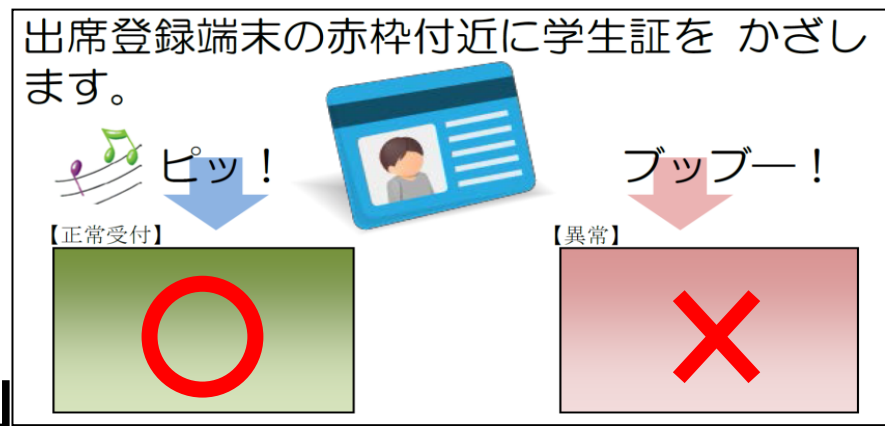 出席登録端末の赤枠付近に学生証を かざし
ます。
ピッ！
ブッブー！
【正常受付】
【異常】